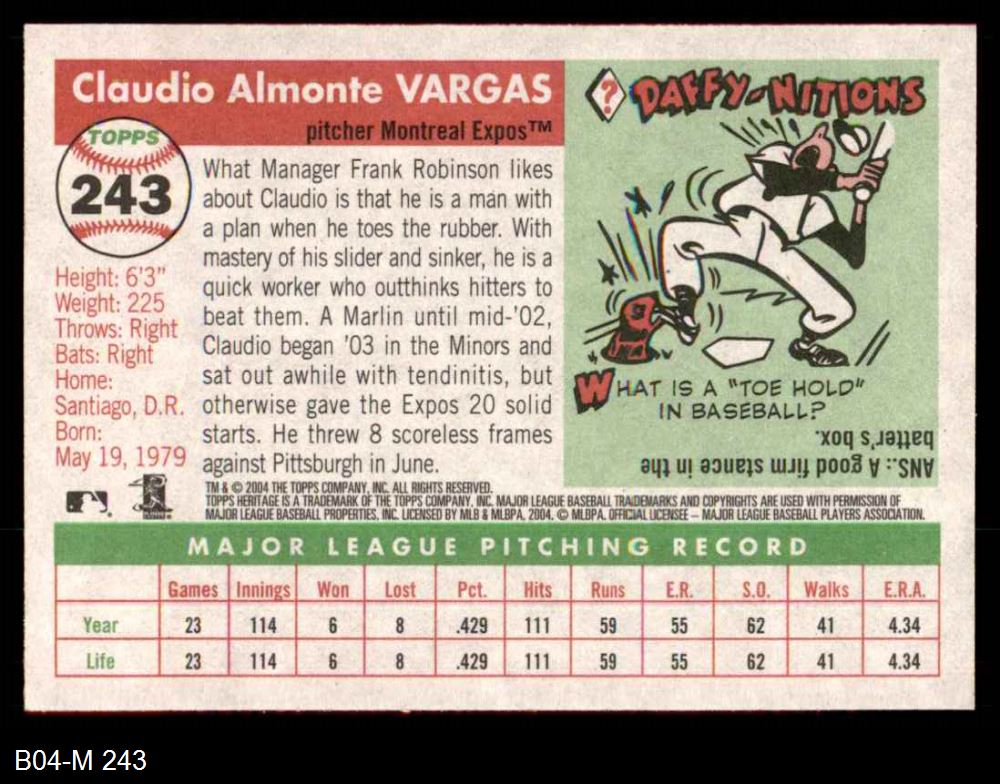 Claudio Almonte VARGAS
pitcher Montreal Expos™
TOPPS
243
Height: 6'3"
Weight: 225
Throws: Right
Bats: Right
Home:
Santiago, D.R.
Born:
May 19, 1979
What Manager Frank Robinson likes
about Claudio is that he is a man with
a plan when he toes the rubber. With
mastery of his slider and sinker, he is a
quick worker who outthinks hitters to
beat them. A Marlin until mid-'02,
Claudio began '03 in the Minors and
sat out awhile with tendinitis, but
otherwise gave the Expos 20 solid
starts. He threw 8 scoreless frames
against Pittsburgh in June.
? DAFFY-NITIONS
WHAT IS A "TOE HOLD"
IN BASEBALL?
ANS.: A good firm stance in the
batter's box.
TM & © 2004 THE TOPPS COMPANY, INC. ALL RIGHTS RESERVED.
TOPPS HERITAGE IS A TRADEMARK OF THE TOPPS COMPANY, INC. MAJOR LEAGUE BASEBALL TRADEMARKS AND COPYRIGHTS ARE USED WITH PERMISSION OF
MAJOR LEAGUE BASEBALL PROPERTIES, INC. LICENSED BY MLB & MLBPA, 2004. © MLBPA. OFFICIAL LICENSEE – MAJOR LEAGUE BASEBALL PLAYERS ASSOCIATION.
MAJOR LEAGUE PITCHING RECORD
Games Innings Won Lost Pct. Hits Runs E.R. S.O. Walks E.R.A.
Year 23 114 6 8 .429 111 59 55 62 41 4.34
Life 23 114 6 8 .429 111 59 55 62 41 4.34
B04-M 243